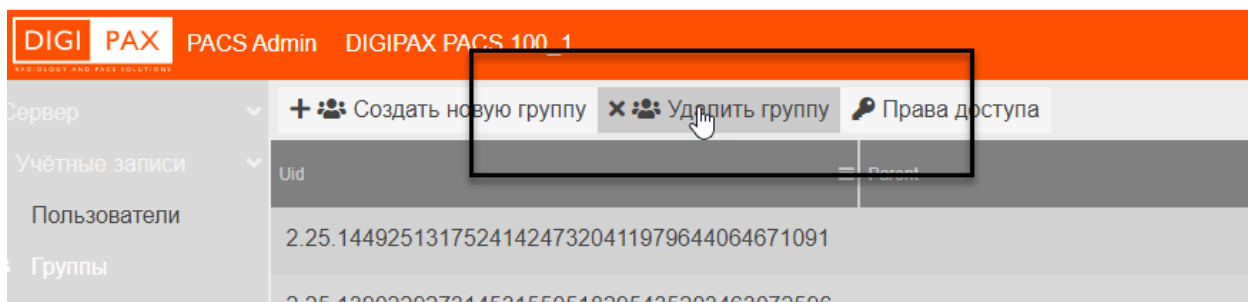 DIGI PAX PACS Admin DIGIPAX PACS 100_1
RADIOLOGY AND PACS SOLUTIONS
Сервер
Создать новую группу Удалить группу Права доступа
Учётные записи
Uid Parent
Пользователи
2.25.144925131752414247320411979644064671091
Группы